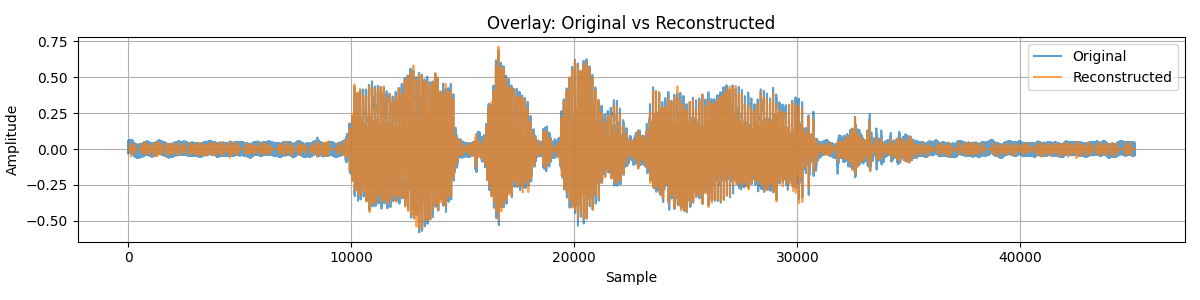 Overlay: Original vs Reconstructed
0.75
0.50
0.25
0.00
−0.25
−0.50
Amplitude
Original
Reconstructed
0
10000
20000
30000
40000
Sample